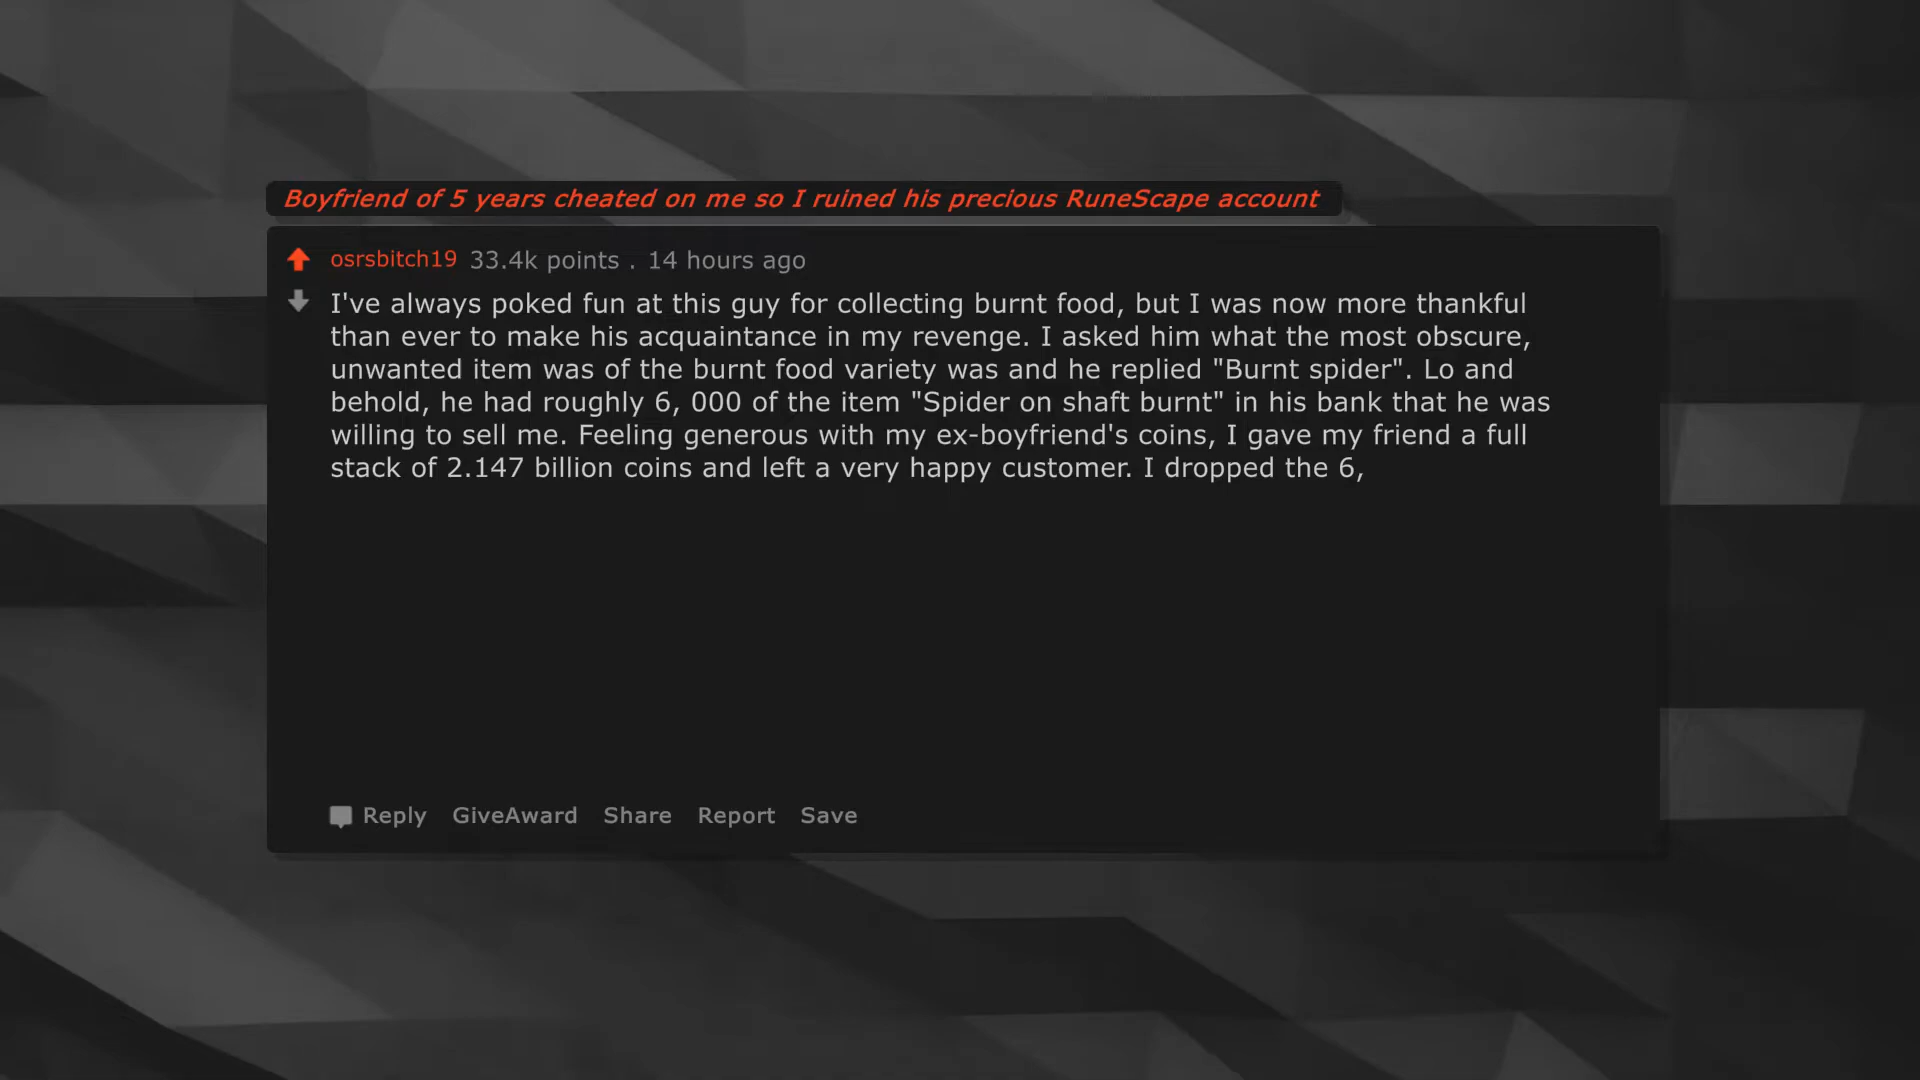 Boyfriend of 5 years cheated on me so I ruined his precious RuneScape account
osrsbitch19 33.4k points . 14 hours ago
I've always poked fun at this guy for collecting burnt food, but I was now more thankful
than ever to make his acquaintance in my revenge. I asked him what the most obscure,
unwanted item was of the burnt food variety was and he replied "Burnt spider". Lo and
behold, he had roughly 6, 000 of the item "Spider on shaft burnt" in his bank that he was
willing to sell me. Feeling generous with my ex-boyfriend's coins, I gave my friend a full
stack of 2.147 billion coins and left a very happy customer. I dropped the 6,
Reply GiveAward Share Report Save